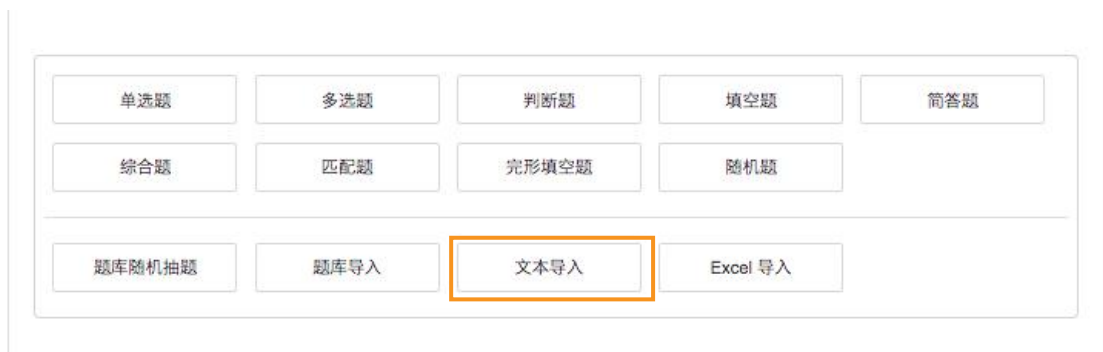 单选题 多选题 判断题 填空题 简答题
综合题 匹配题 完形填空题 随机题
题库随机抽题 题库导入 文本导入 Excel 导入